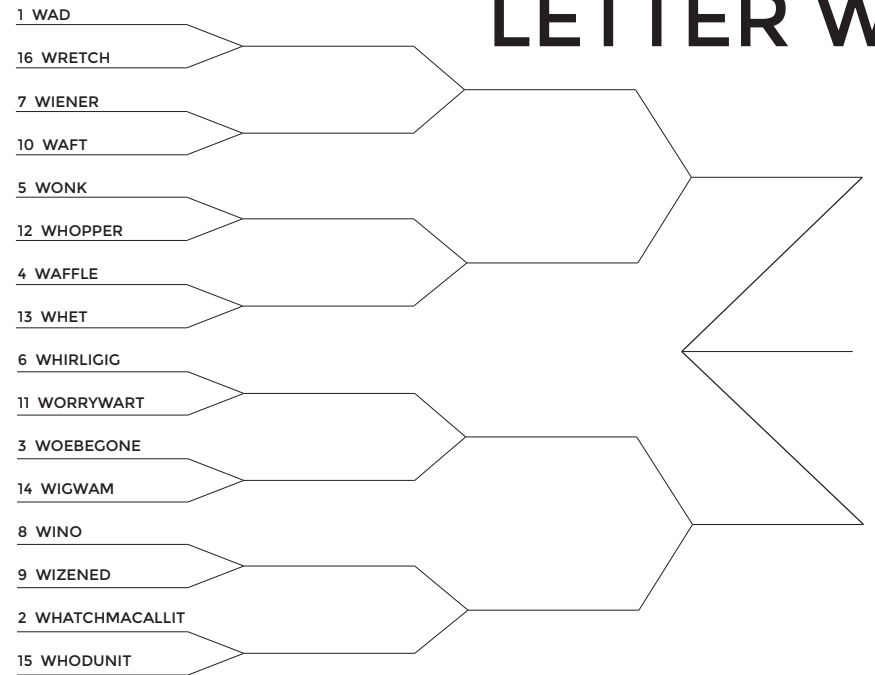 LETTER W
1 WAD
16 WRETCH
7 WIENER
10 WAFT
5 WONK
12 WHOPPER
4 WAFFLE
13 WHET
6 WHIRLIGIG
11 WORRYWART
3 WOEBEGONE
14 WIGWAM
8 WINO
9 WIZENED
2 WHATCHMACALLIT
15 WHODUNIT